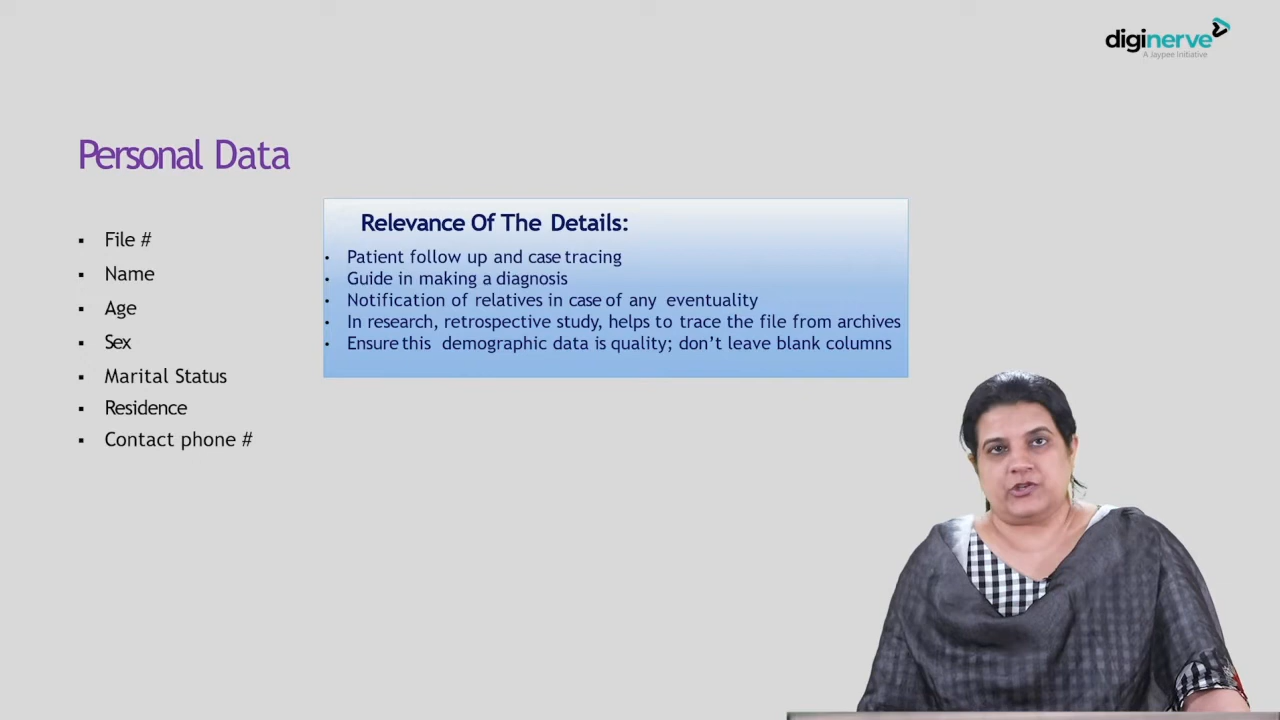 diginerve
A Jaypee Initiative
Personal Data
▪ File #
▪ Name
▪ Age
▪ Sex
▪ Marital Status
▪ Residence
▪ Contact phone #
Relevance Of The Details:
• Patient follow up and case tracing
• Guide in making a diagnosis
• Notification of relatives in case of any eventuality
• In research, retrospective study, helps to trace the file from archives
• Ensure this demographic data is quality; don't leave blank columns